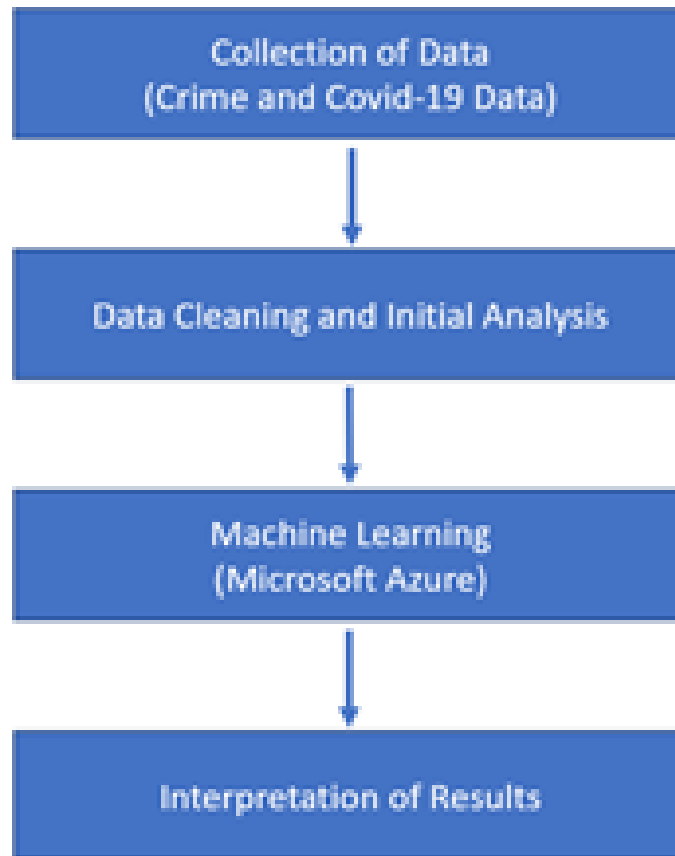 Collection of Data
(Crime and Covid-19 Data)
Data Cleaning and Initial Analysis
Machine Learning
(Microsoft Azure)
Interpretation of Results